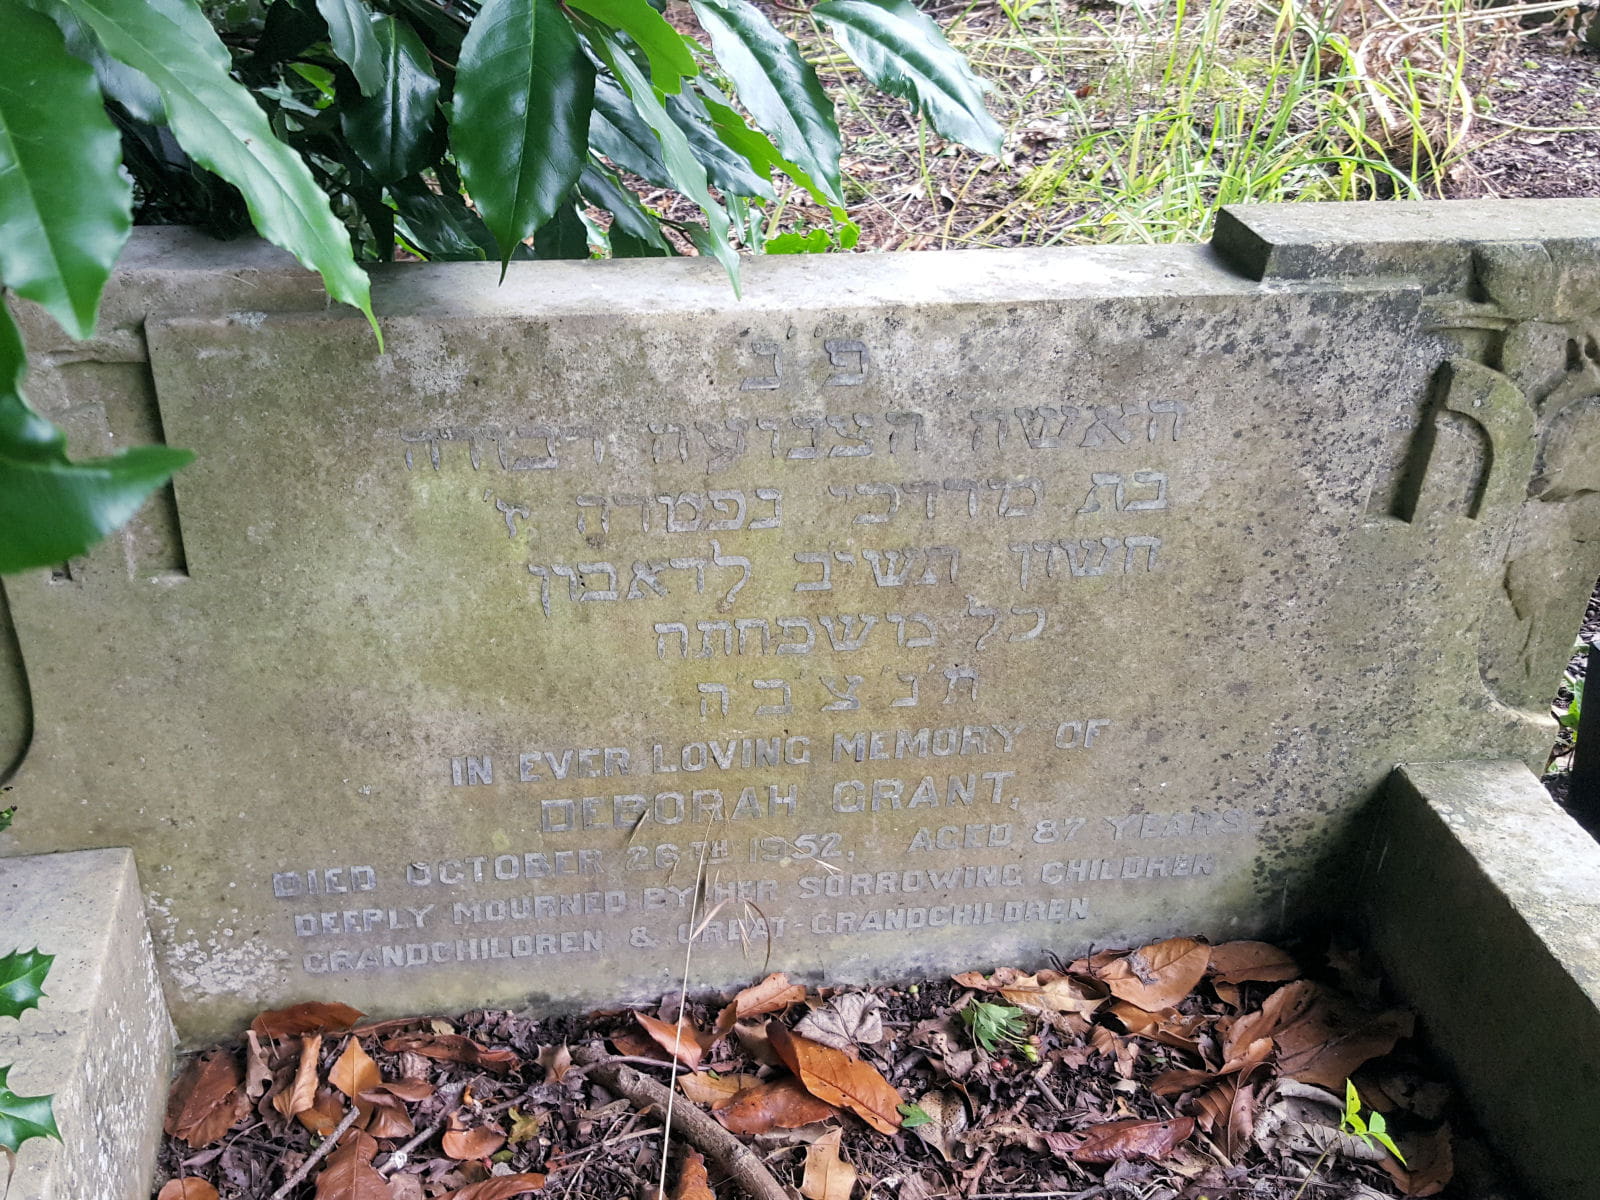 פ נ
האשה הצנועה דבורה
בת מרדכי נפטרה ז'
חשון תשי"ב לדאבון
כל משפחתה
ת' נ' צ' ב' ה'
IN EVER LOVING MEMORY OF
DEBORAH GRANT,
DIED OCTOBER 26TH 1952, AGED 87 YEARS.
DEEPLY MOURNED BY HER SORROWING CHILDREN
GRANDCHILDREN & GREAT-GRANDCHILDREN